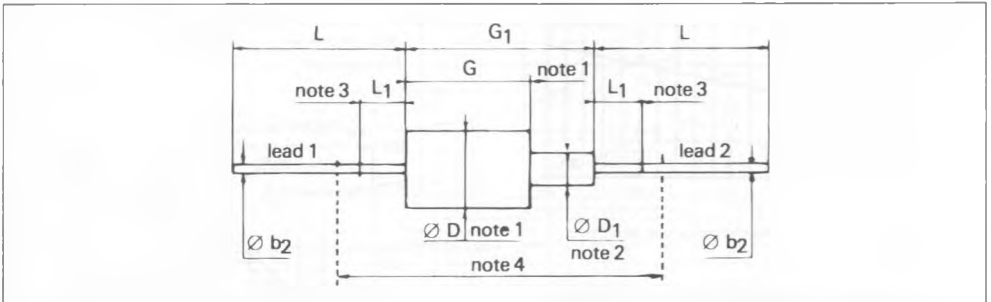 L G₁ L
G note 1
note 3 L₁ L₁ note 3
lead 1 lead 2
∅ D note 1 ∅ D₁
∅ b₂ note 2 ∅ b₂
note 4